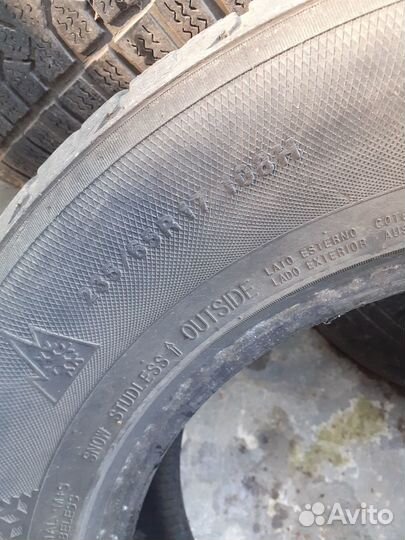 235/65R17 108H
SNOW STUDLESS ⇑ OUTSIDE
LATO ESTERNO
LADO EXTERIOR
Avito